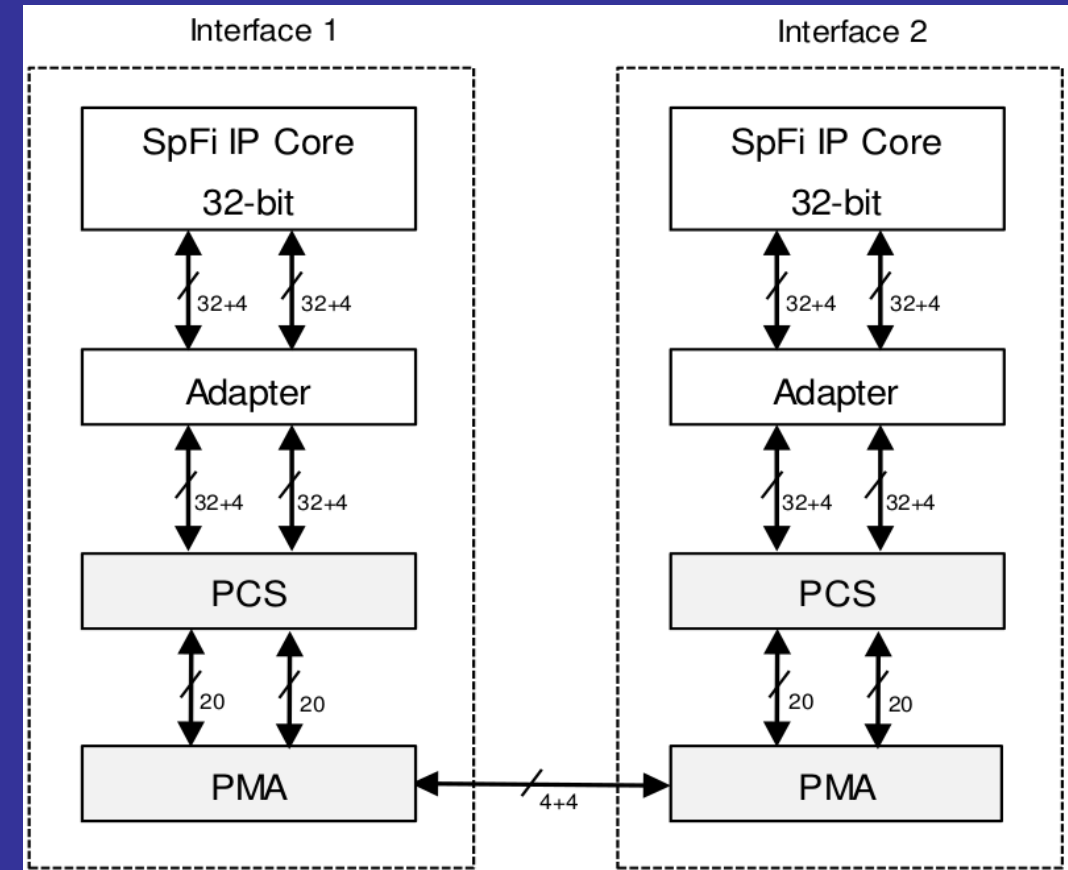 Interface 1
Interface 2
SpFi IP Core
32-bit
32+4
32+4
Adapter
32+4
32+4
PCS
20
20
PMA
4+4
SpFi IP Core
32-bit
32+4
32+4
Adapter
32+4
32+4
PCS
20
20
PMA